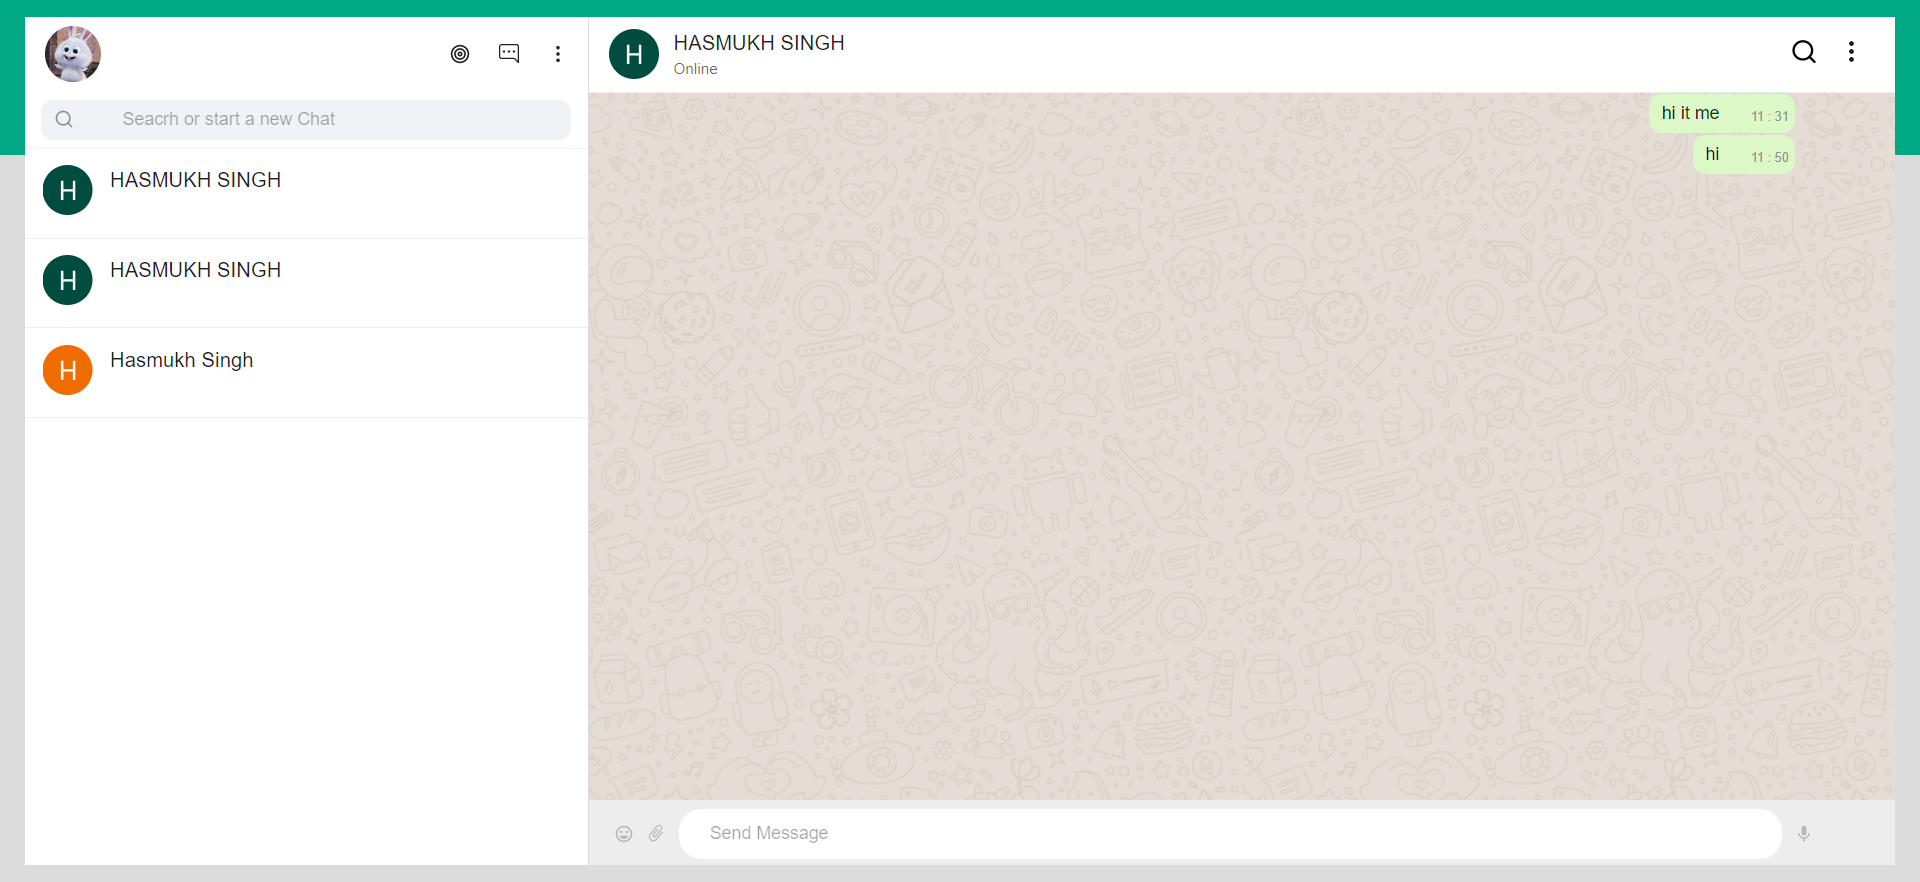 Seacrh or start a new Chat
H
HASMUKH SINGH
H
HASMUKH SINGH
H
Hasmukh Singh
H
HASMUKH SINGH
Online
hi it me 11 : 31
hi 11 : 50
Send Message